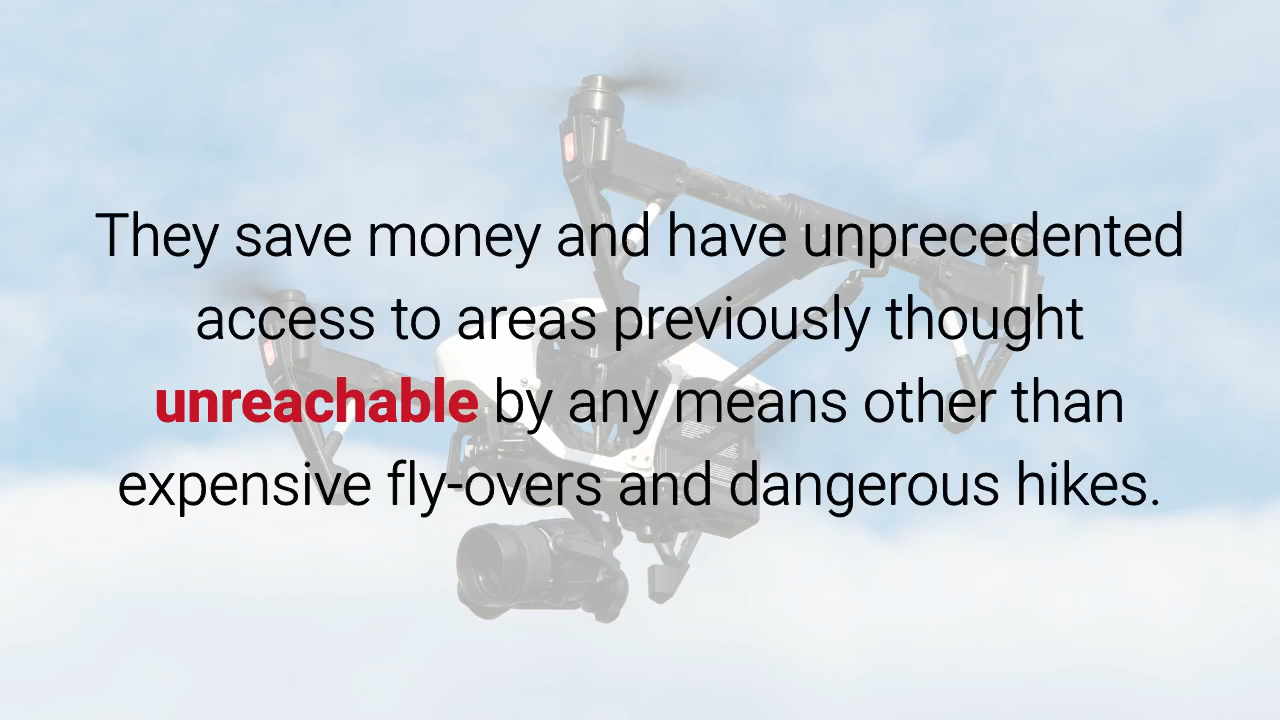 They save money and have unprecedented
access to areas previously thought
unreachable by any means other than
expensive fly-overs and dangerous hikes.